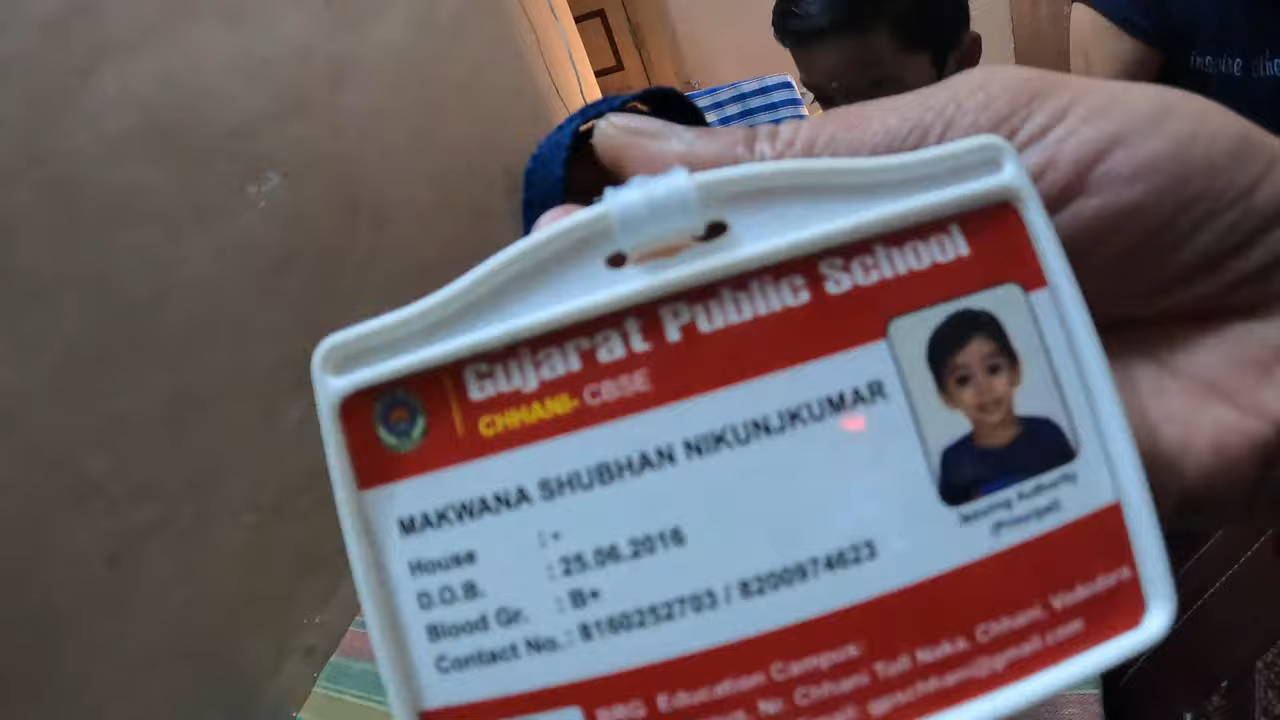 Gujarat Public School
CHHANI- CBSE
MAKWANA SHUBHAN NIKUNJKUMAR
House : -
D.O.B. : 25.06.2016
Blood Gr. : B+
Contact No. : 8160252703 / 8200974623
Issuing Authority
(Principal)
Education Campus:
Nr. Chhani Toll Naka, Chhani, Vadodara
inspire